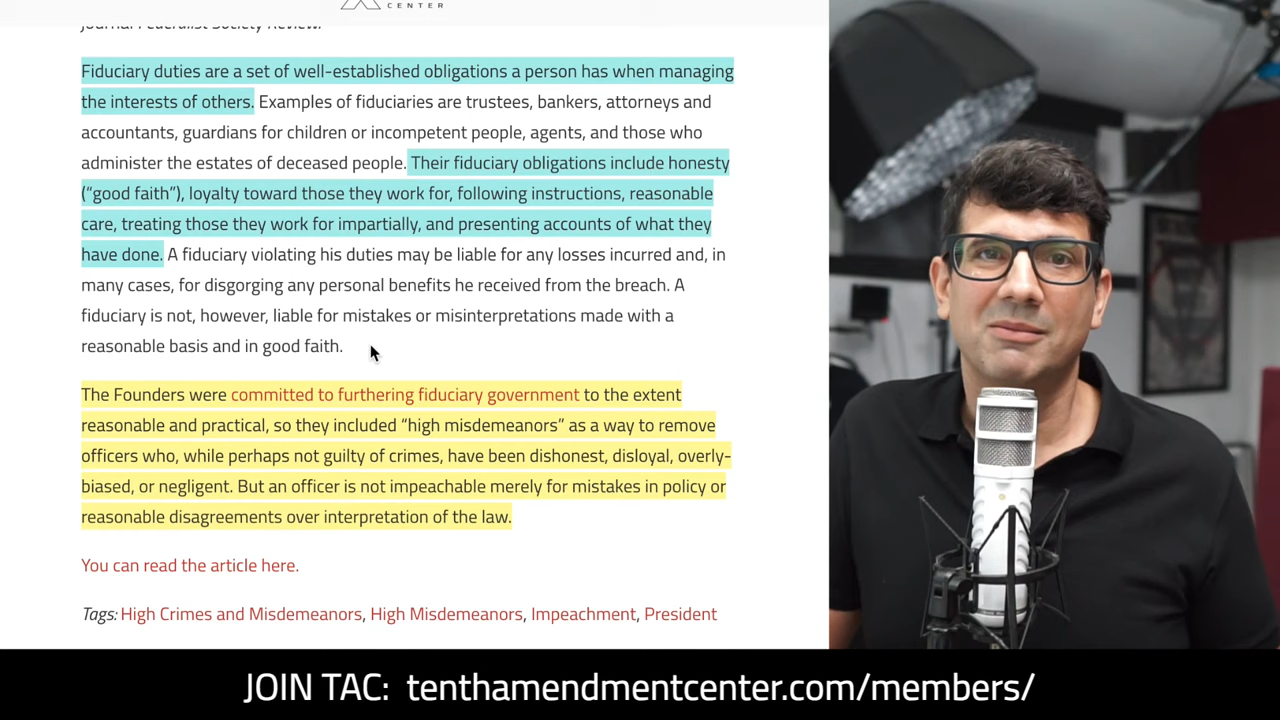 CENTER
Journal Federalist Society Review.
Fiduciary duties are a set of well-established obligations a person has when managing
the interests of others. Examples of fiduciaries are trustees, bankers, attorneys and
accountants, guardians for children or incompetent people, agents, and those who
administer the estates of deceased people. Their fiduciary obligations include honesty
(“good faith”), loyalty toward those they work for, following instructions, reasonable
care, treating those they work for impartially, and presenting accounts of what they
have done. A fiduciary violating his duties may be liable for any losses incurred and, in
many cases, for disgorging any personal benefits he received from the breach. A
fiduciary is not, however, liable for mistakes or misinterpretations made with a
reasonable basis and in good faith.
The Founders were committed to furthering fiduciary government to the extent
reasonable and practical, so they included “high misdemeanors” as a way to remove
officers who, while perhaps not guilty of crimes, have been dishonest, disloyal, overly-
biased, or negligent. But an officer is not impeachable merely for mistakes in policy or
reasonable disagreements over interpretation of the law.
You can read the article here.
Tags: High Crimes and Misdemeanors, High Misdemeanors, Impeachment, President
JOIN TAC: tenthamendmentcenter.com/members/